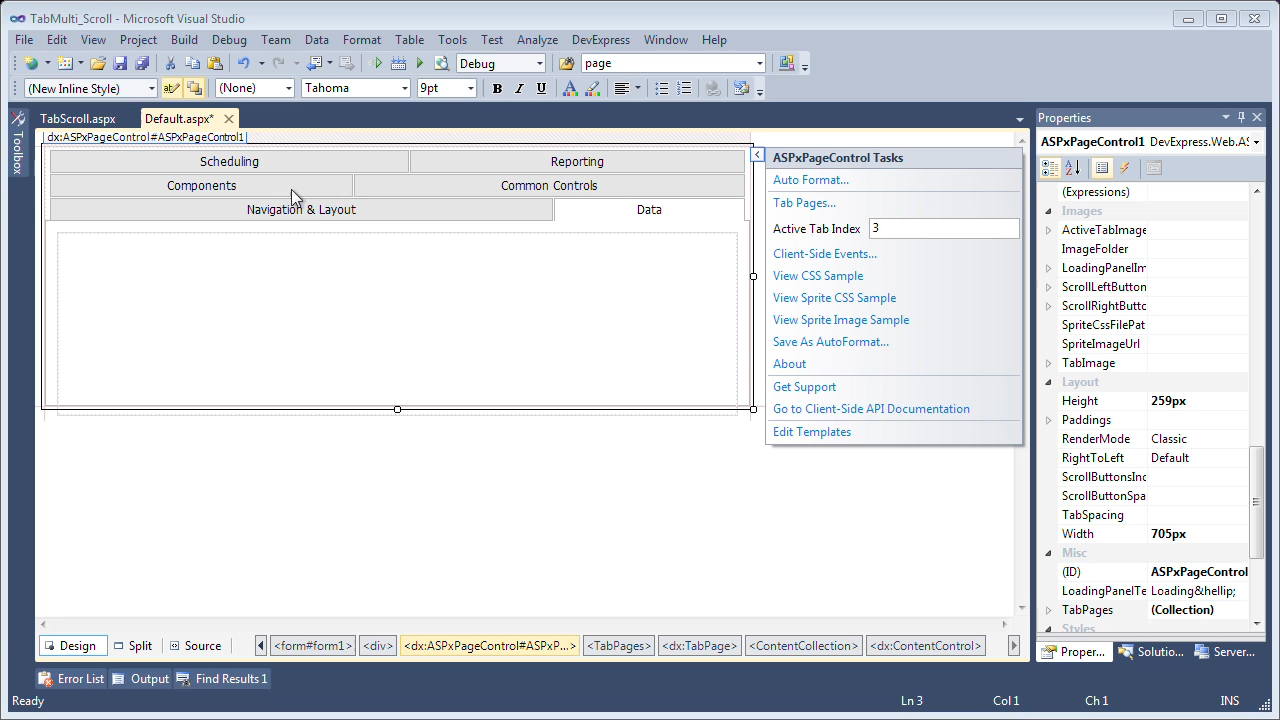 TabMulti_Scroll - Microsoft Visual Studio
File Edit View Project Build Debug Team Data Format Table Tools Test Analyze DevExpress Window Help
Debug page
(New Inline Style) ab (None) Tahoma 9pt B I U A
Toolbox
TabScroll.aspx Default.aspx*
dx:ASPxPageControl#ASPxPageControl1
Scheduling Reporting
Components Common Controls
Navigation & Layout Data
ASPxPageControl Tasks
Auto Format...
Tab Pages...
Active Tab Index 3
Client-Side Events...
View CSS Sample
View Sprite CSS Sample
View Sprite Image Sample
Save As AutoFormat...
About
Get Support
Go to Client-Side API Documentation
Edit Templates
Properties
ASPxPageControl1 DevExpress.Web.AS
(Expressions)
Images
ActiveTabImage
ImageFolder
LoadingPanelIm
ScrollLeftButton
ScrollRightButto
SpriteCssFilePat
SpriteImageUrl
TabImage
Layout
Height 259px
Paddings
RenderMode Classic
RightToLeft Default
ScrollButtonsInd
ScrollButtonSpa
TabSpacing
Width 705px
Misc
(ID) ASPxPageControl
LoadingPanelTe Loading&hellip;
TabPages (Collection)
Styles
Design Split Source <form#form...> <div> <dx:ASPxPageControl#ASPxP...> <TabPages> <dx:TabPage> <ContentCollection> <dx:ContentControl>
Proper... Solutio... Server...
Error List Output Find Results 1
Ready Ln 3 Col 1 Ch 1 INS